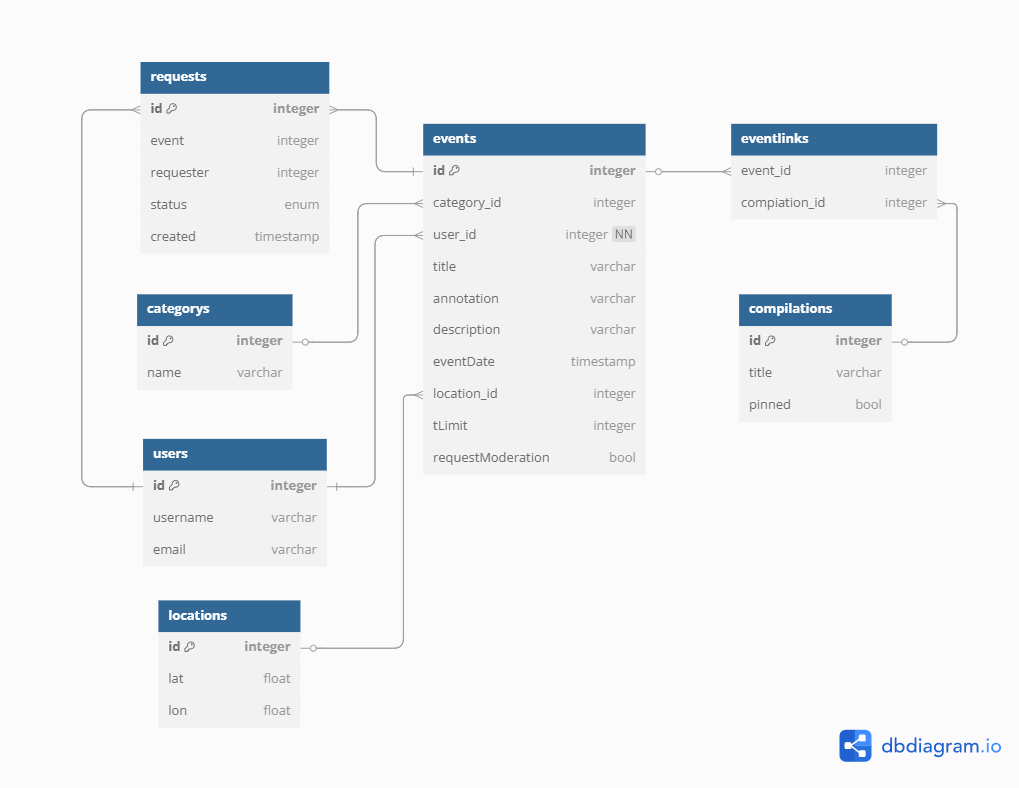 requests
id integer
event integer
requester integer
status enum
created timestamp
categorys
id integer
name varchar
users
id integer
username varchar
email varchar
locations
id integer
lat float
lon float
events
id integer
category_id integer
user_id integer NN
title varchar
annotation varchar
description varchar
eventDate timestamp
location_id integer
tLimit integer
requestModeration bool
eventlinks
event_id integer
compiation_id integer
compilations
id integer
title varchar
pinned bool
dbdiagram.io